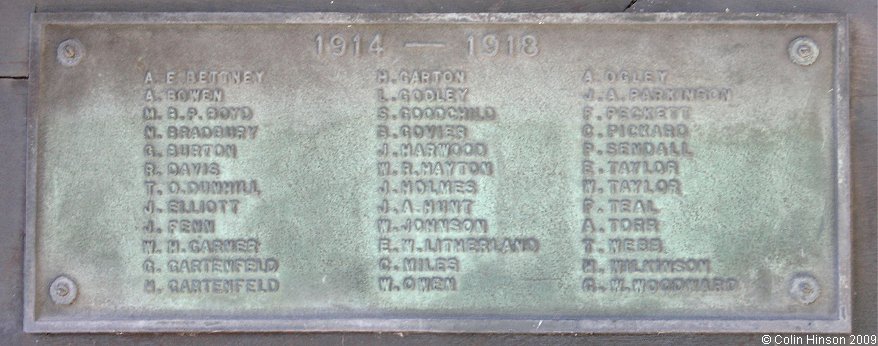 1914 — 1918
A. E. BETTNEY
A. BOWEN
M. B. P. BOYD
N. BRADBURY
G. BURTON
R. DAVIS
T. O. DUNHILL
J. ELLIOTT
J. FENN
W. H. GARNER
G. GARTENFELD
H. GARTENFELD
H. GARTON
L. GODLEY
S. GOODCHILD
B. GOVIER
J. HARWOOD
W. R. HAYTON
J. HOLMES
J. A. HUNT
W. JOHNSON
E. W. LITHERLAND
C. MILES
W. OWEN
A. OGLEY
J. A. PARKINSON
F. PECKETT
C. PICKARD
P. SENDALL
E. TAYLOR
W. TAYLOR
F. TEAL
A. TORR
T. WEBB
H. WILKINSON
G. W. WOODWARD
© Colin Hinson 2009